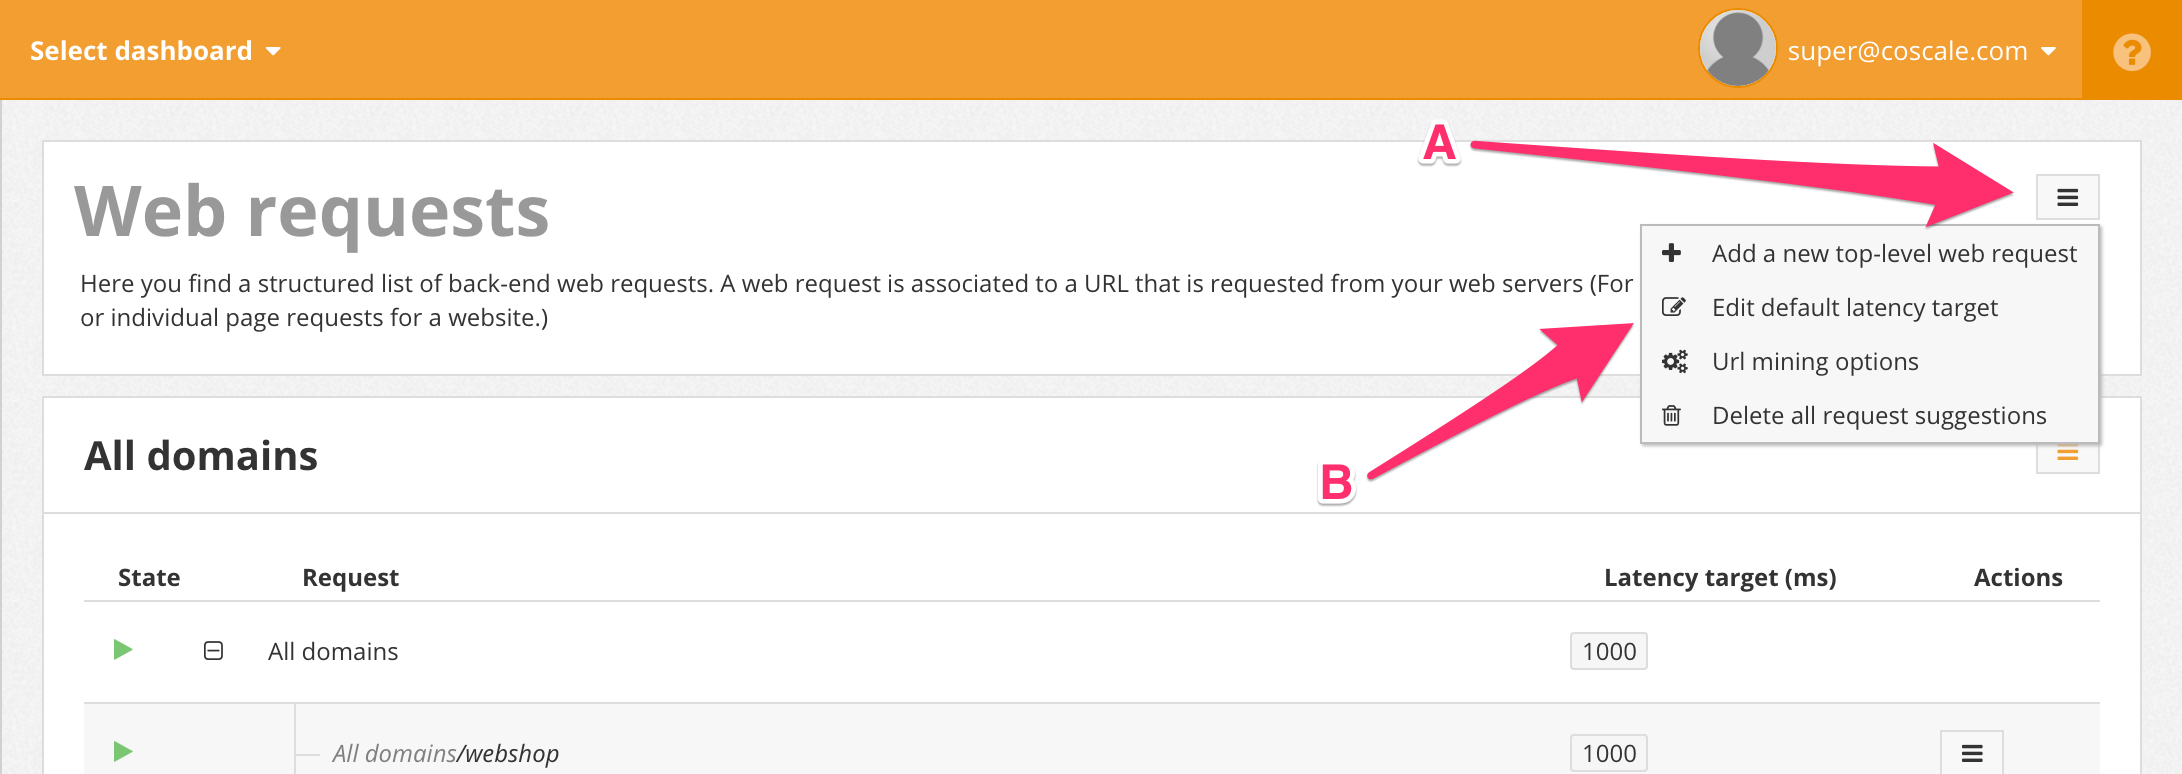 Select dashboard
super@coscale.com
?
A
Web requests
Here you find a structured list of back-end web requests. A web request is associated to a URL that is requested from your web servers (For
or individual page requests for a website.)
Add a new top-level web request
Edit default latency target
Url mining options
Delete all request suggestions
B
All domains
State Request Latency target (ms) Actions
All domains 1000
All domains/webshop 1000